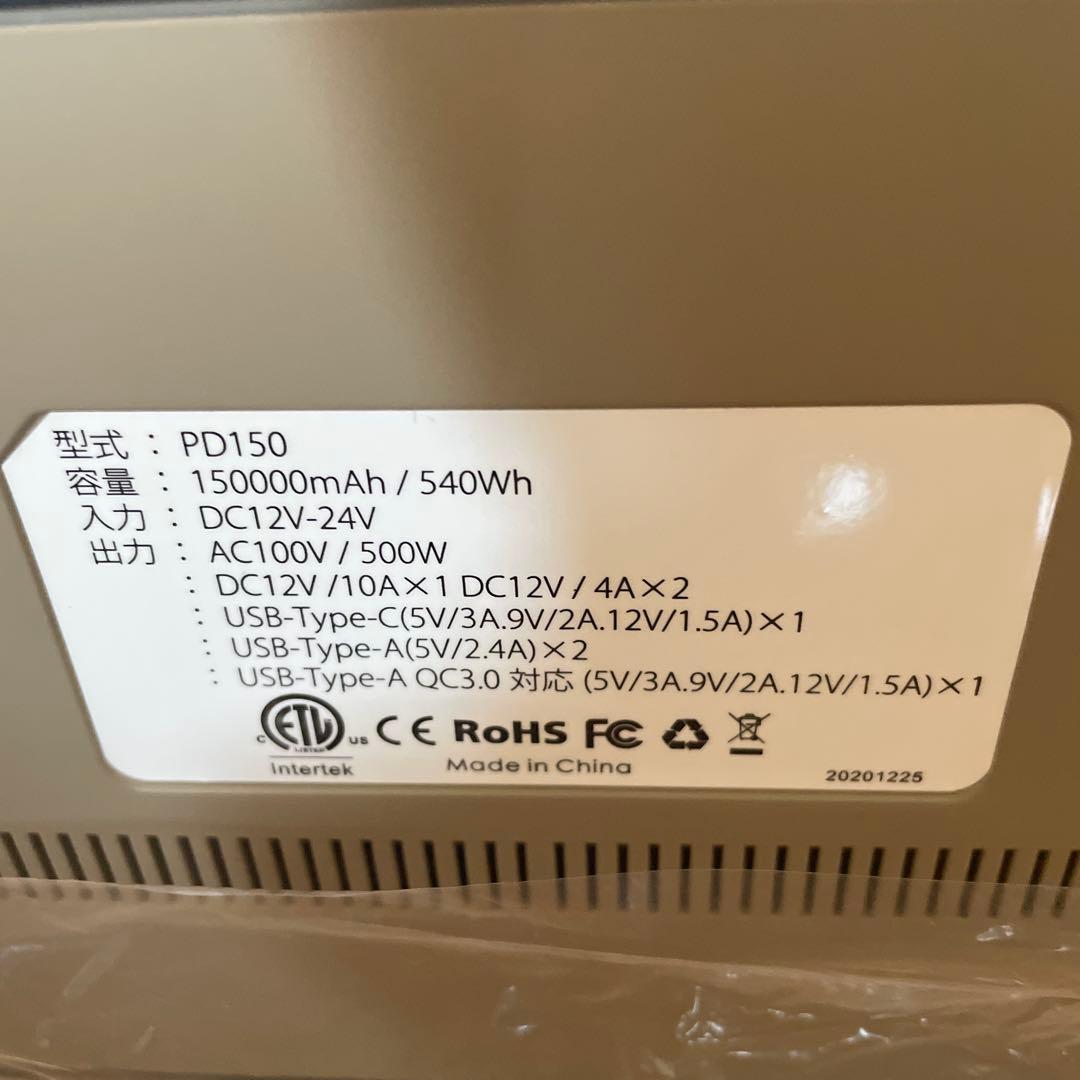 型式 : PD150
容量 : 150000mAh / 540Wh
入力 : DC12V-24V
出力 : AC100V / 500W
: DC12V /10A×1 DC12V / 4A×2
: USB-Type-C(5V/3A.9V/2A.12V/1.5A)×1
: USB-Type-A(5V/2.4A)×2
: USB-Type-A QC3.0 対応 (5V/3A.9V/2A.12V/1.5A)×1
C ETL LISTED US CE RoHS FC
Intertek Made in China 20201225